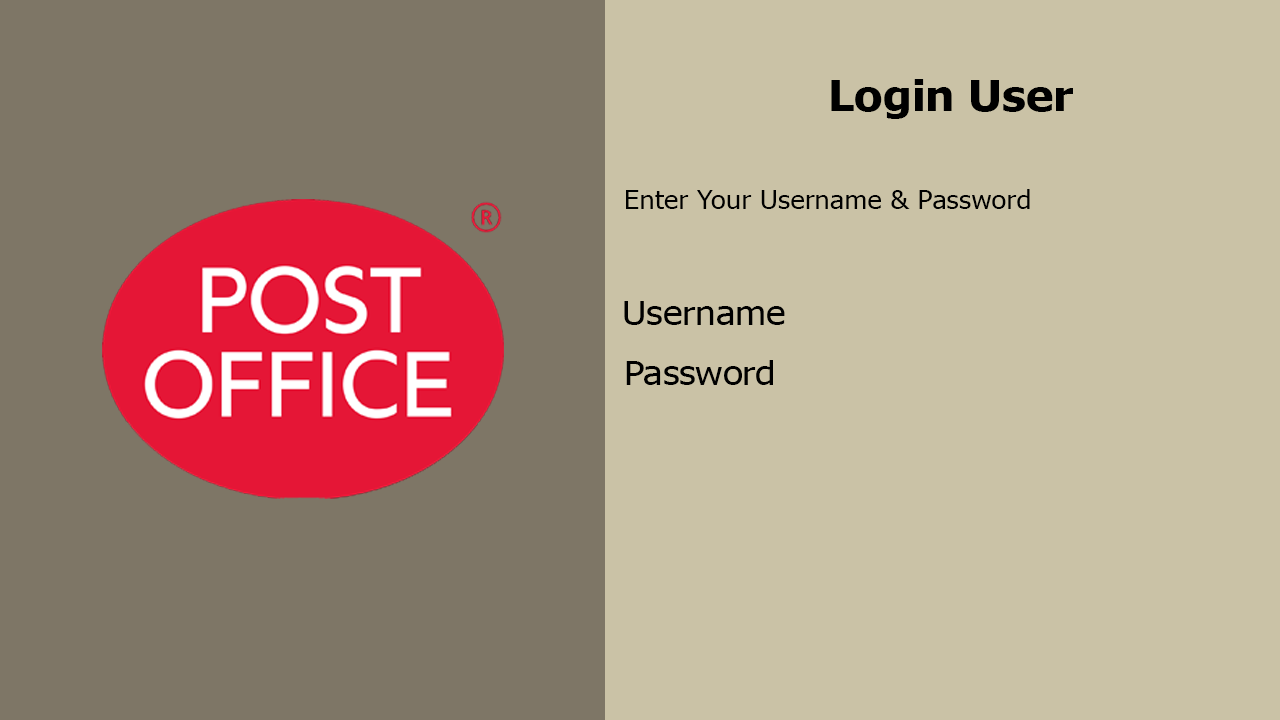 POST
OFFICE
®
Login User
Enter Your Username & Password
Username
Password